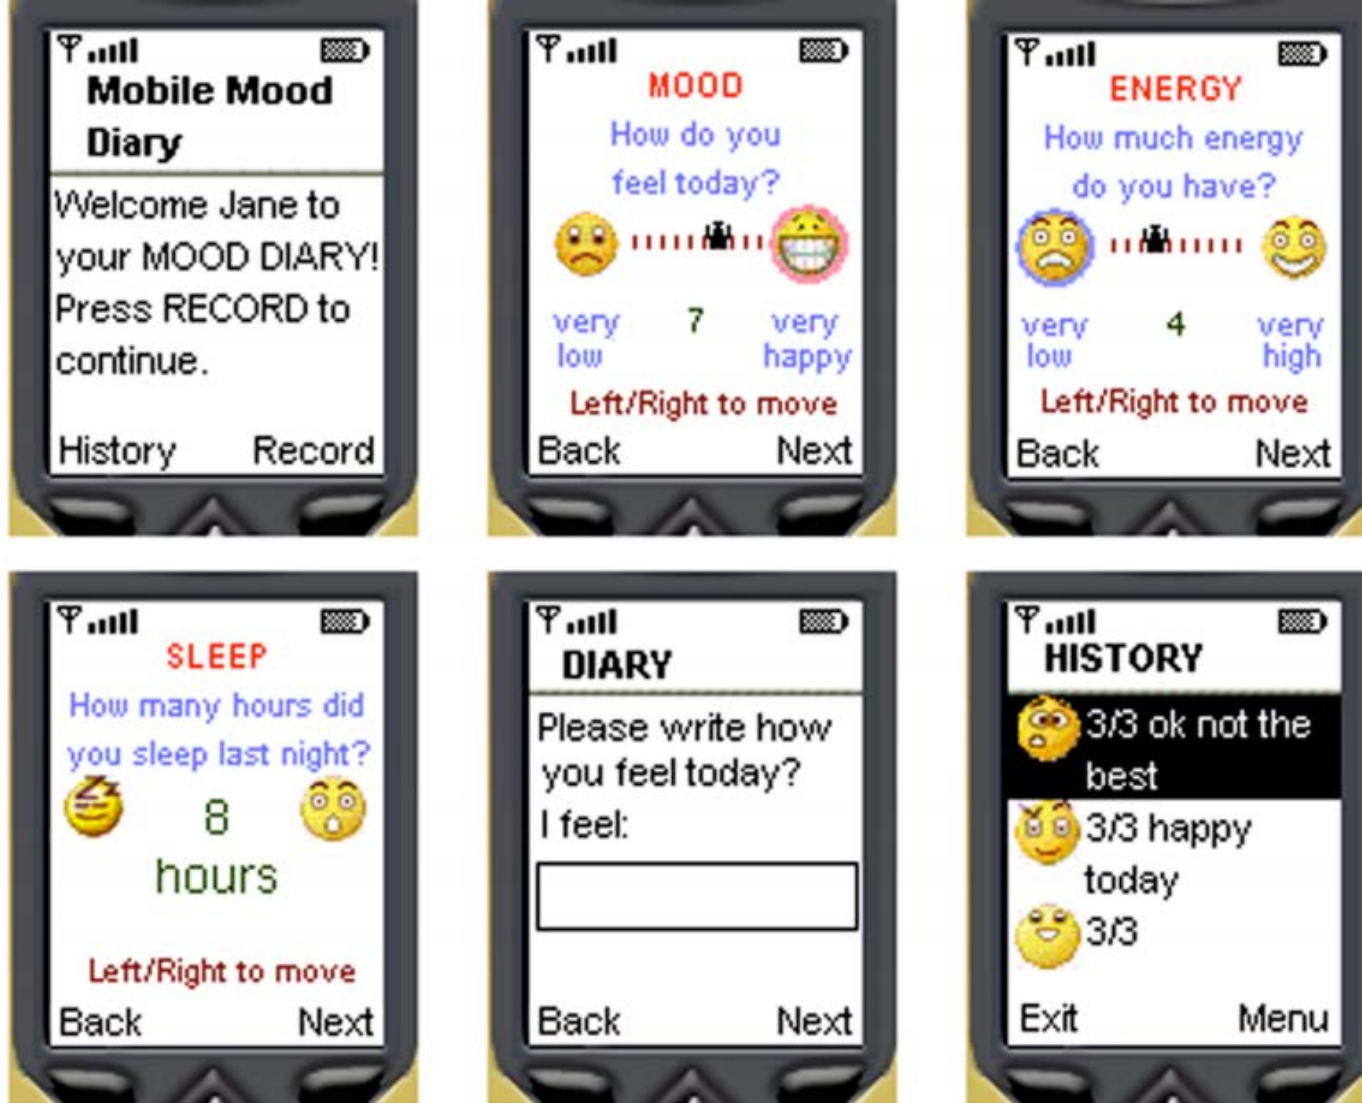 Mobile Mood
Diary
Welcome Jane to
your MOOD DIARY!
Press RECORD to
continue.
History Record
MOOD
How do you
feel today?
very low 7 very happy
Left/Right to move
Back Next
ENERGY
How much energy
do you have?
very low 4 very high
Left/Right to move
Back Next
SLEEP
How many hours did
you sleep last night?
8
hours
Left/Right to move
Back Next
DIARY
Please write how
you feel today?
I feel:
Back Next
HISTORY
3/3 ok not the
best
3/3 happy
today
3/3
Exit Menu